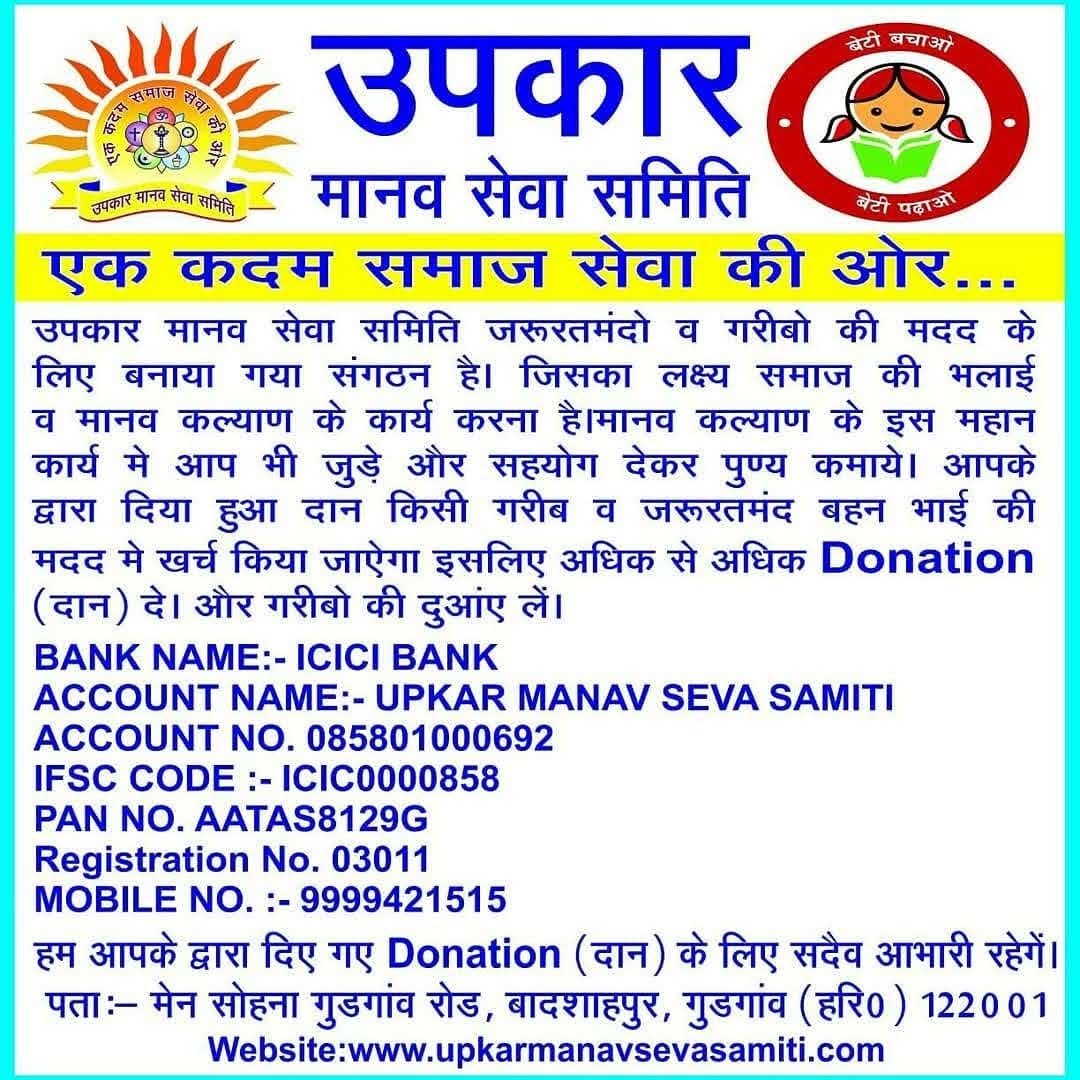 एक कदम समाज सेवा की ओर
उपकार मानव सेवा समिति
उपकार
मानव सेवा समिति
बेटी बचाओ
बेटी पढ़ाओ
एक कदम समाज सेवा की ओर...
उपकार मानव सेवा समिति जरूरतमंदो व गरीबो की मदद के
लिए बनाया गया संगठन है। जिसका लक्ष्य समाज की भलाई
व मानव कल्याण के कार्य करना है।मानव कल्याण के इस महान
कार्य मे आप भी जुड़े और सहयोग देकर पुण्य कमाये। आपके
द्वारा दिया हुआ दान किसी गरीब व जरूरतमंद बहन भाई की
मदद मे खर्च किया जाऐगा इसलिए अधिक से अधिक Donation
(दान) दे। और गरीबो की दुआंए लें।
BANK NAME:- ICICI BANK
ACCOUNT NAME:- UPKAR MANAV SEVA SAMITI
ACCOUNT NO. 085801000692
IFSC CODE :- ICIC0000858
PAN NO. AATAS8129G
Registration No. 03011
MOBILE NO. :- 9999421515
हम आपके द्वारा दिए गए Donation (दान) के लिए सदैव आभारी रहेगें।
पताः– मेन सोहना गुडगांव रोड, बादशाहपुर, गुडगांव (हरि0) 122001
Website:www.upkarmanavsevasamiti.com